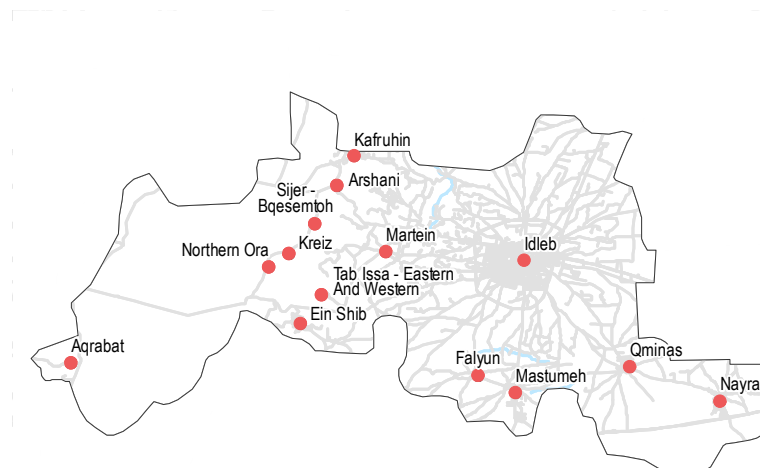 Kafruhin
Arshani
Sijer -
Bqesemtoh
Kreiz
Martein
Idleb
Northern Ora
Tab Issa - Eastern
And Western
Ein Shib
Aqrabat
Falyun
Qminas
Mastumeh
Nayra